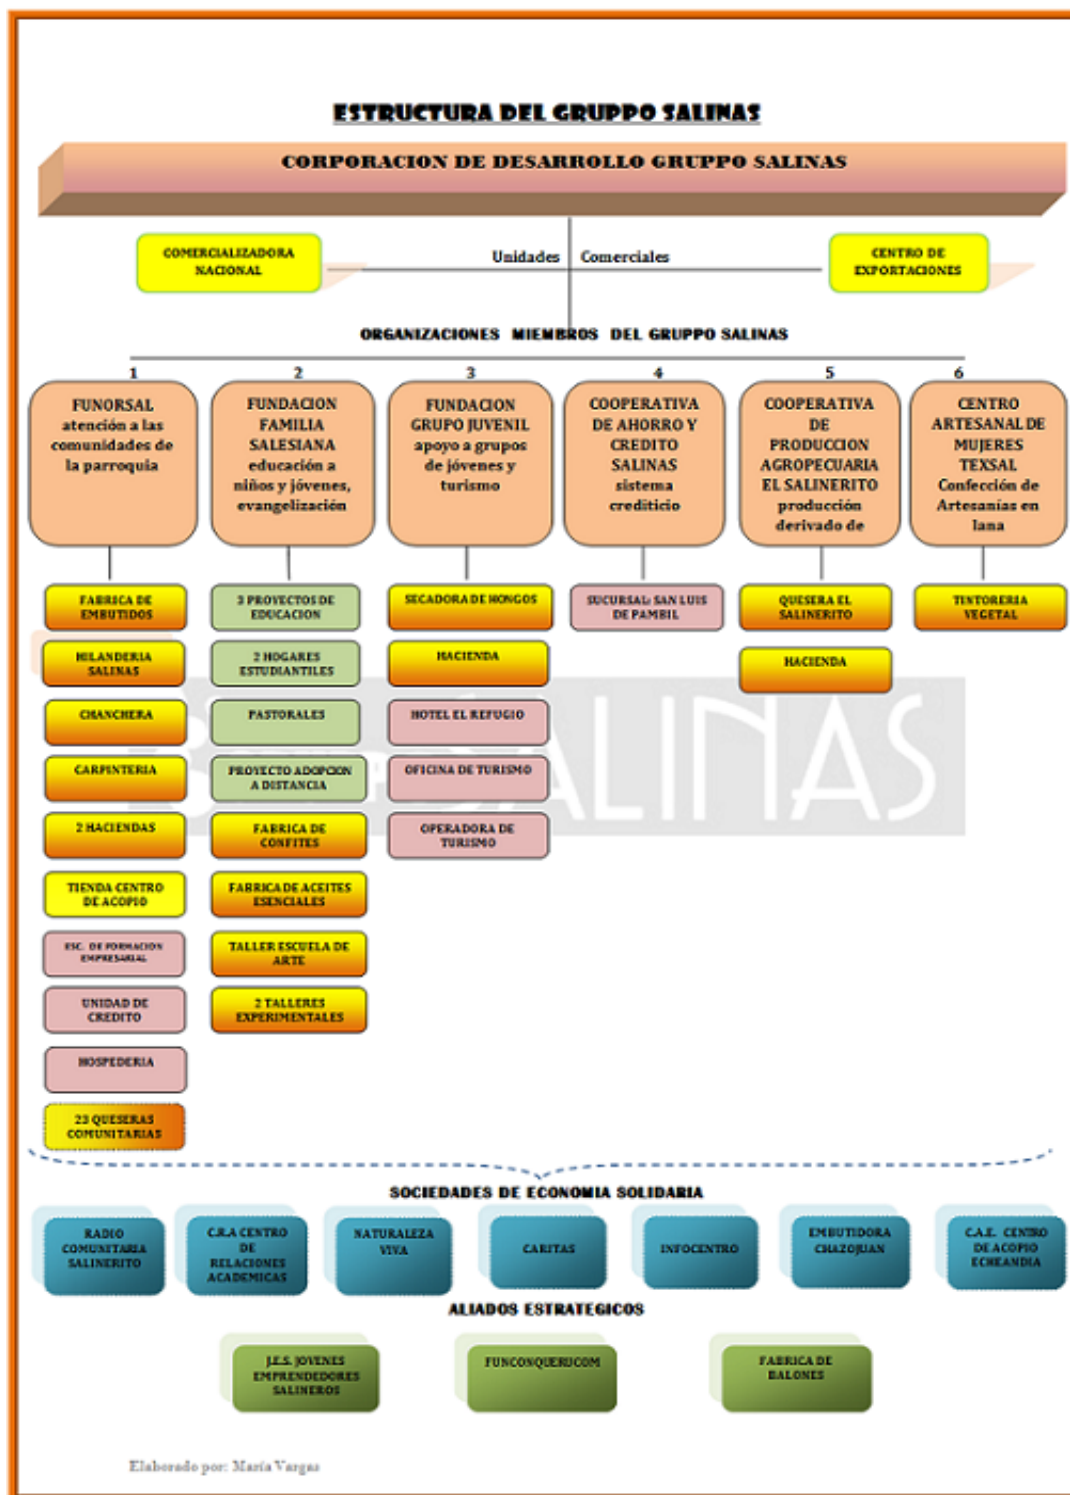 ESTRUCTURA DEL GRUPPO SALINAS
CORPORACION DE DESARROLLO GRUPPO SALINAS
COMERCIALIZADORA
NACIONAL
Unidades Comerciales
CENTRO DE
EXPORTACIONES
ORGANIZACIONES MIEMBROS DEL GRUPPO SALINAS
1
FUNORSAL
atención a las
comunidades de
la parroquia
FABRICA DE
EMBUTIDOS
HILANDERIA
SALINAS
CHANCHERA
CARPINTERIA
2 HACIENDAS
TIENDA CENTRO
DE ACOPIO
ESC. DE FORMACION
EMPRESARIAL
UNIDAD DE
CREDITO
HOSPEDERIA
23 QUESERAS
COMUNITARIAS
2
FUNDACION
FAMILIA
SALESIANA
educación a
niños y jóvenes,
evangelización
3 PROYECTOS DE
EDUCACION
2 HOGARES
ESTUDIANTILES
PASTORALES
PROYECTO ADOPCION
A DISTANCIA
FABRICA DE
CONFITES
FABRICA DE ACEITES
ESENCIALES
TALLER ESCUELA DE
ARTE
2 TALLERES
EXPERIMENTALES
3
FUNDACION
GRUPO JUVENIL
apoyo a grupos
de jóvenes y
turismo
SECADORA DE HONGOS
HACIENDA
HOTEL EL REFUGIO
OFICINA DE TURISMO
OPERADORA DE
TURISMO
4
COOPERATIVA
DE AHORRO Y
CREDITO
SALINAS
sistema
crediticio
SUCURSAL: SAN LUIS
DE PAMBIL
5
COOPERATIVA
DE
PRODUCCION
AGROPECUARIA
EL SALINERITO
producción
derivado de
QUESERA EL
SALINERITO
HACIENDA
6
CENTRO
ARTESANAL DE
MUJERES
TEXSAL
Confección de
Artesanías en
lana
TINTORERIA
VEGETAL
SALINAS
SOCIEDADES DE ECONOMIA SOLIDARIA
RADIO
COMUNITARIA
SALINERITO
C.R.A CENTRO
DE
RELACIONES
ACADEMICAS
NATURALEZA
VIVA
CARITAS
INFOCENTRO
EMBUTIDORA
CHAZOJUAN
C.A.E. CENTRO
DE ACOPIO
ECHEANDIA
ALIADOS ESTRATEGICOS
J.E.S. JOVENES
EMPRENDEDORES
SALINEROS
FUNCONQUERUCOM
FABRICA DE
BALONES
Elaborado por: María Vargas